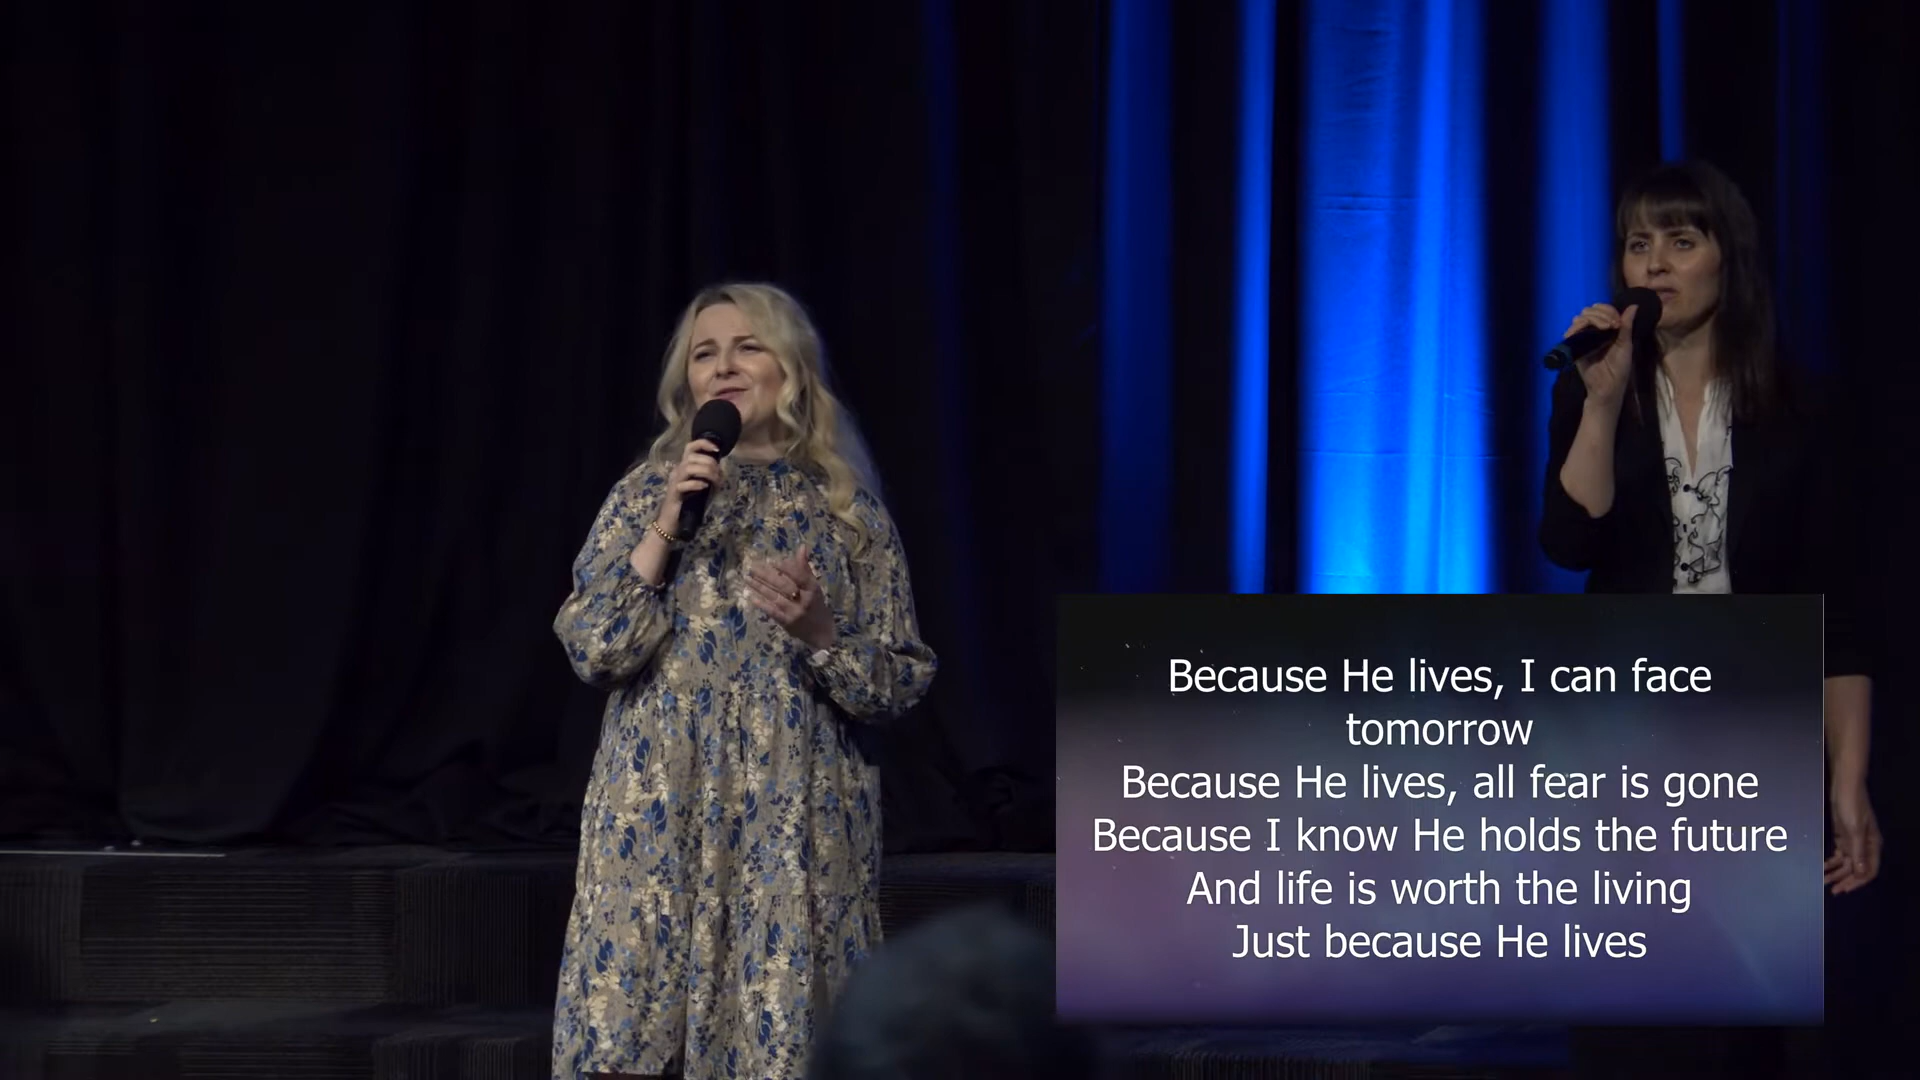 Because He lives, I can face
tomorrow
Because He lives, all fear is gone
Because I know He holds the future
And life is worth the living
Just because He lives